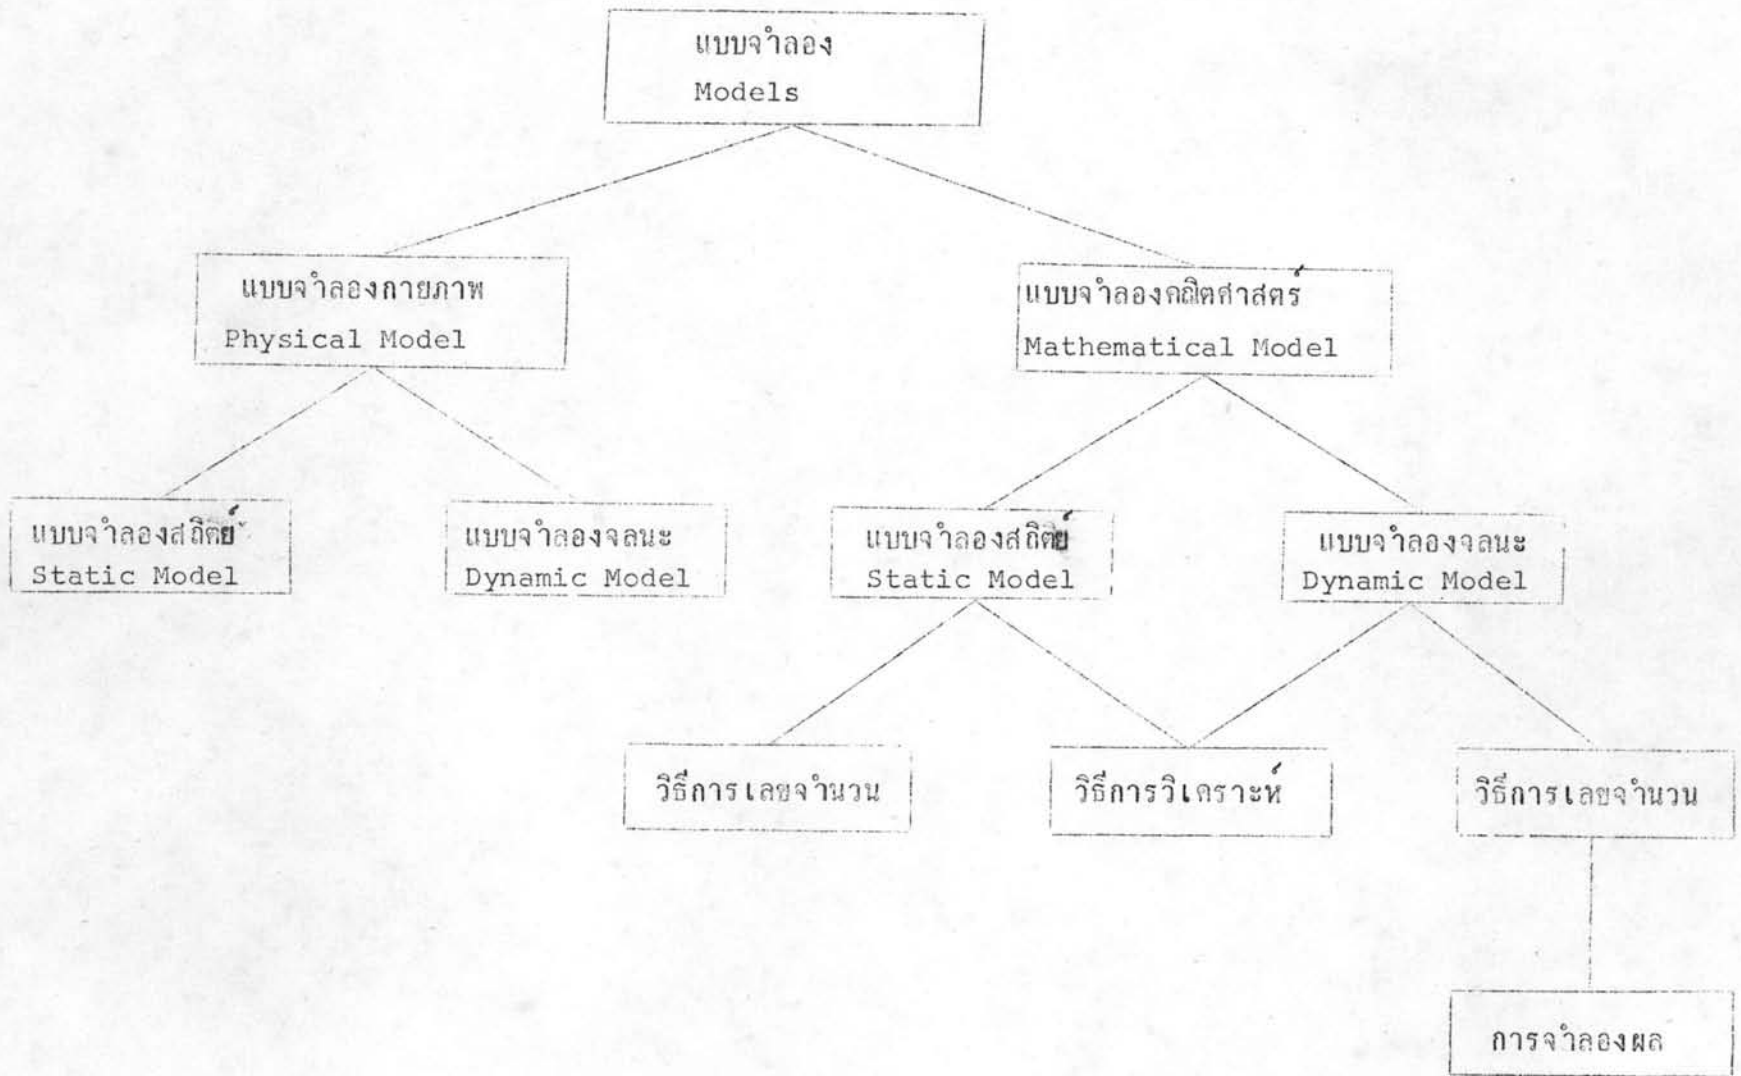 แบบจำลอง
Models
แบบจำลองกายภาพ
Physical Model
แบบจำลองคณิตศาสตร์
Mathematical Model
แบบจำลองสถิตย์
Static Model
แบบจำลองจลนะ
Dynamic Model
แบบจำลองสถิตย์
Static Model
แบบจำลองจลนะ
Dynamic Model
วิธีการเลขจำนวน
วิธีการวิเคราะห์
วิธีการเลขจำนวน
การจำลองผล